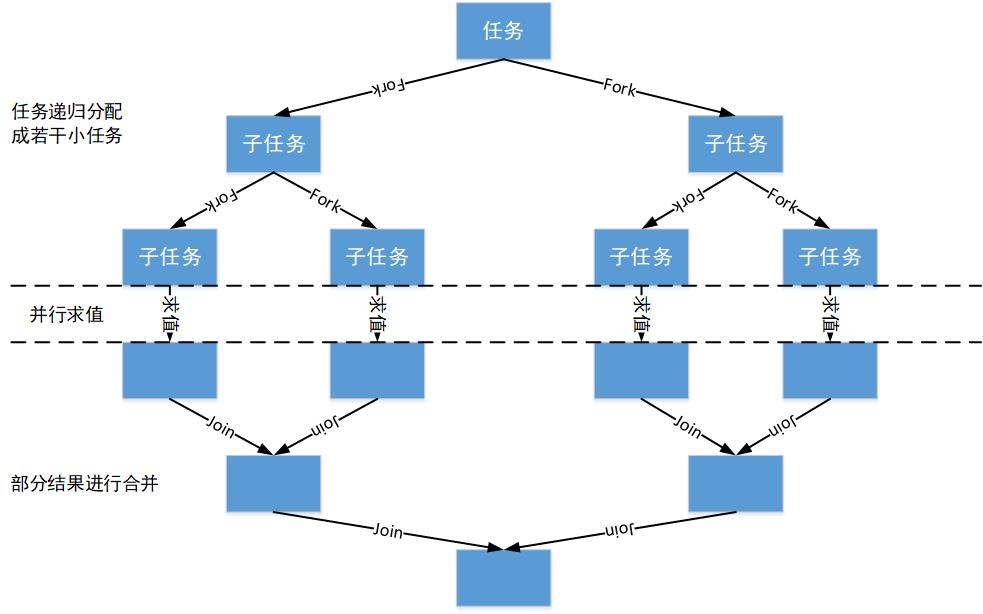 任务
Fork
Fork
任务递归分配
成若干小任务
子任务
子任务
Fork
Fork
Fork
Fork
子任务
子任务
子任务
子任务
并行求值
求值
求值
求值
求值
Join
Join
Join
Join
部分结果进行合并
Join
Join